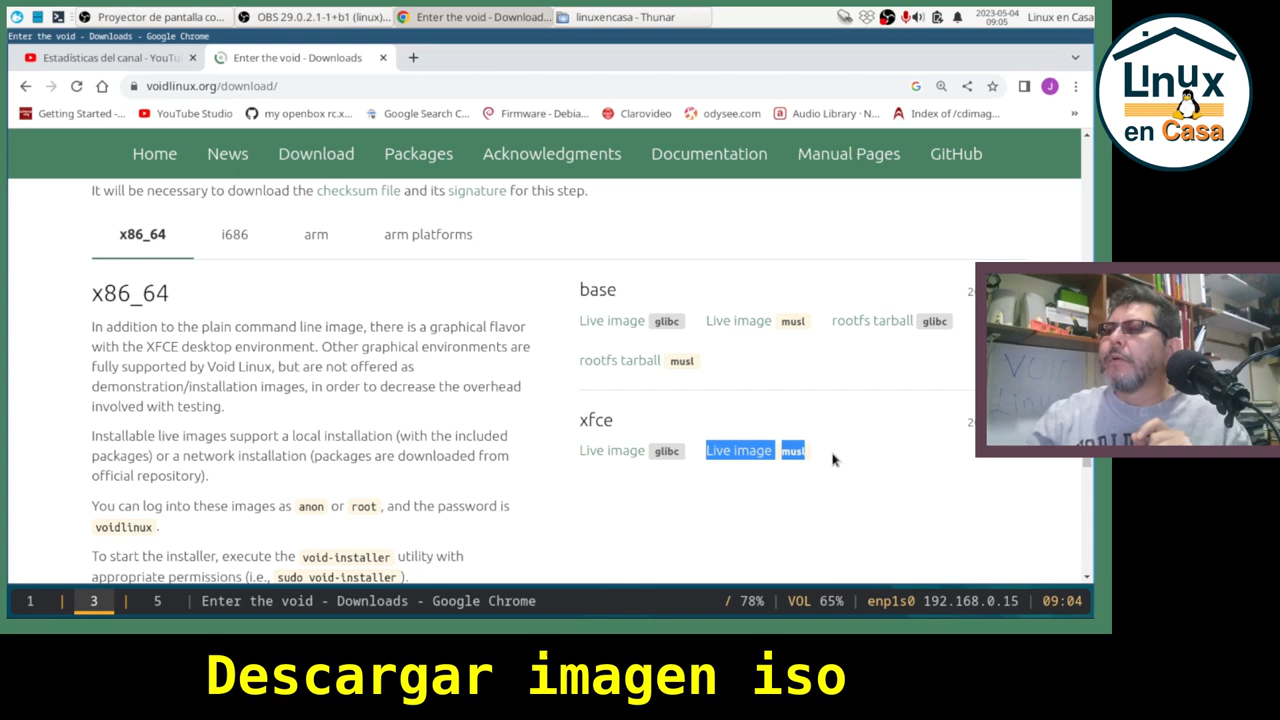 Proyector de pantalla co...
OBS 29.0.2.1-1+b1 (linux)...
Enter the void - Download...
linuxencasa - Thunar
2023-05-04
09:05
Linux en Casa
Enter the void - Downloads - Google Chrome
Estadísticas del canal - YouTu
Enter the void - Downloads
voidlinux.org/download/
J
Getting Started -...
YouTube Studio
my openbox rc.x...
Google Search C...
Firmware - Debia...
Clarovideo
odysee.com
Audio Library · N...
Index of /cdimag...
»
Home News Download Packages Acknowledgments Documentation Manual Pages GitHub
It will be necessary to download the checksum file and its signature for this step.
x86_64 i686 arm arm platforms
x86_64
In addition to the plain command line image, there is a graphical flavor
with the XFCE desktop environment. Other graphical environments are
fully supported by Void Linux, but are not offered as
demonstration/installation images, in order to decrease the overhead
involved with testing.
Installable live images support a local installation (with the included
packages) or a network installation (packages are downloaded from
official repository).
You can log into these images as anon or root, and the password is
voidlinux.
To start the installer, execute the void-installer utility with
appropriate permissions (i.e., sudo void-installer).
base
Live image glibc Live image musl rootfs tarball glibc
rootfs tarball musl
xfce
Live image glibc Live image musl
1 | 3 | 5 | Enter the void - Downloads - Google Chrome
/ 78% | VOL 65% | enp1s0 192.168.0.15 | 09:04
Linux
en Casa
VOID
Linux
Descargar imagen iso